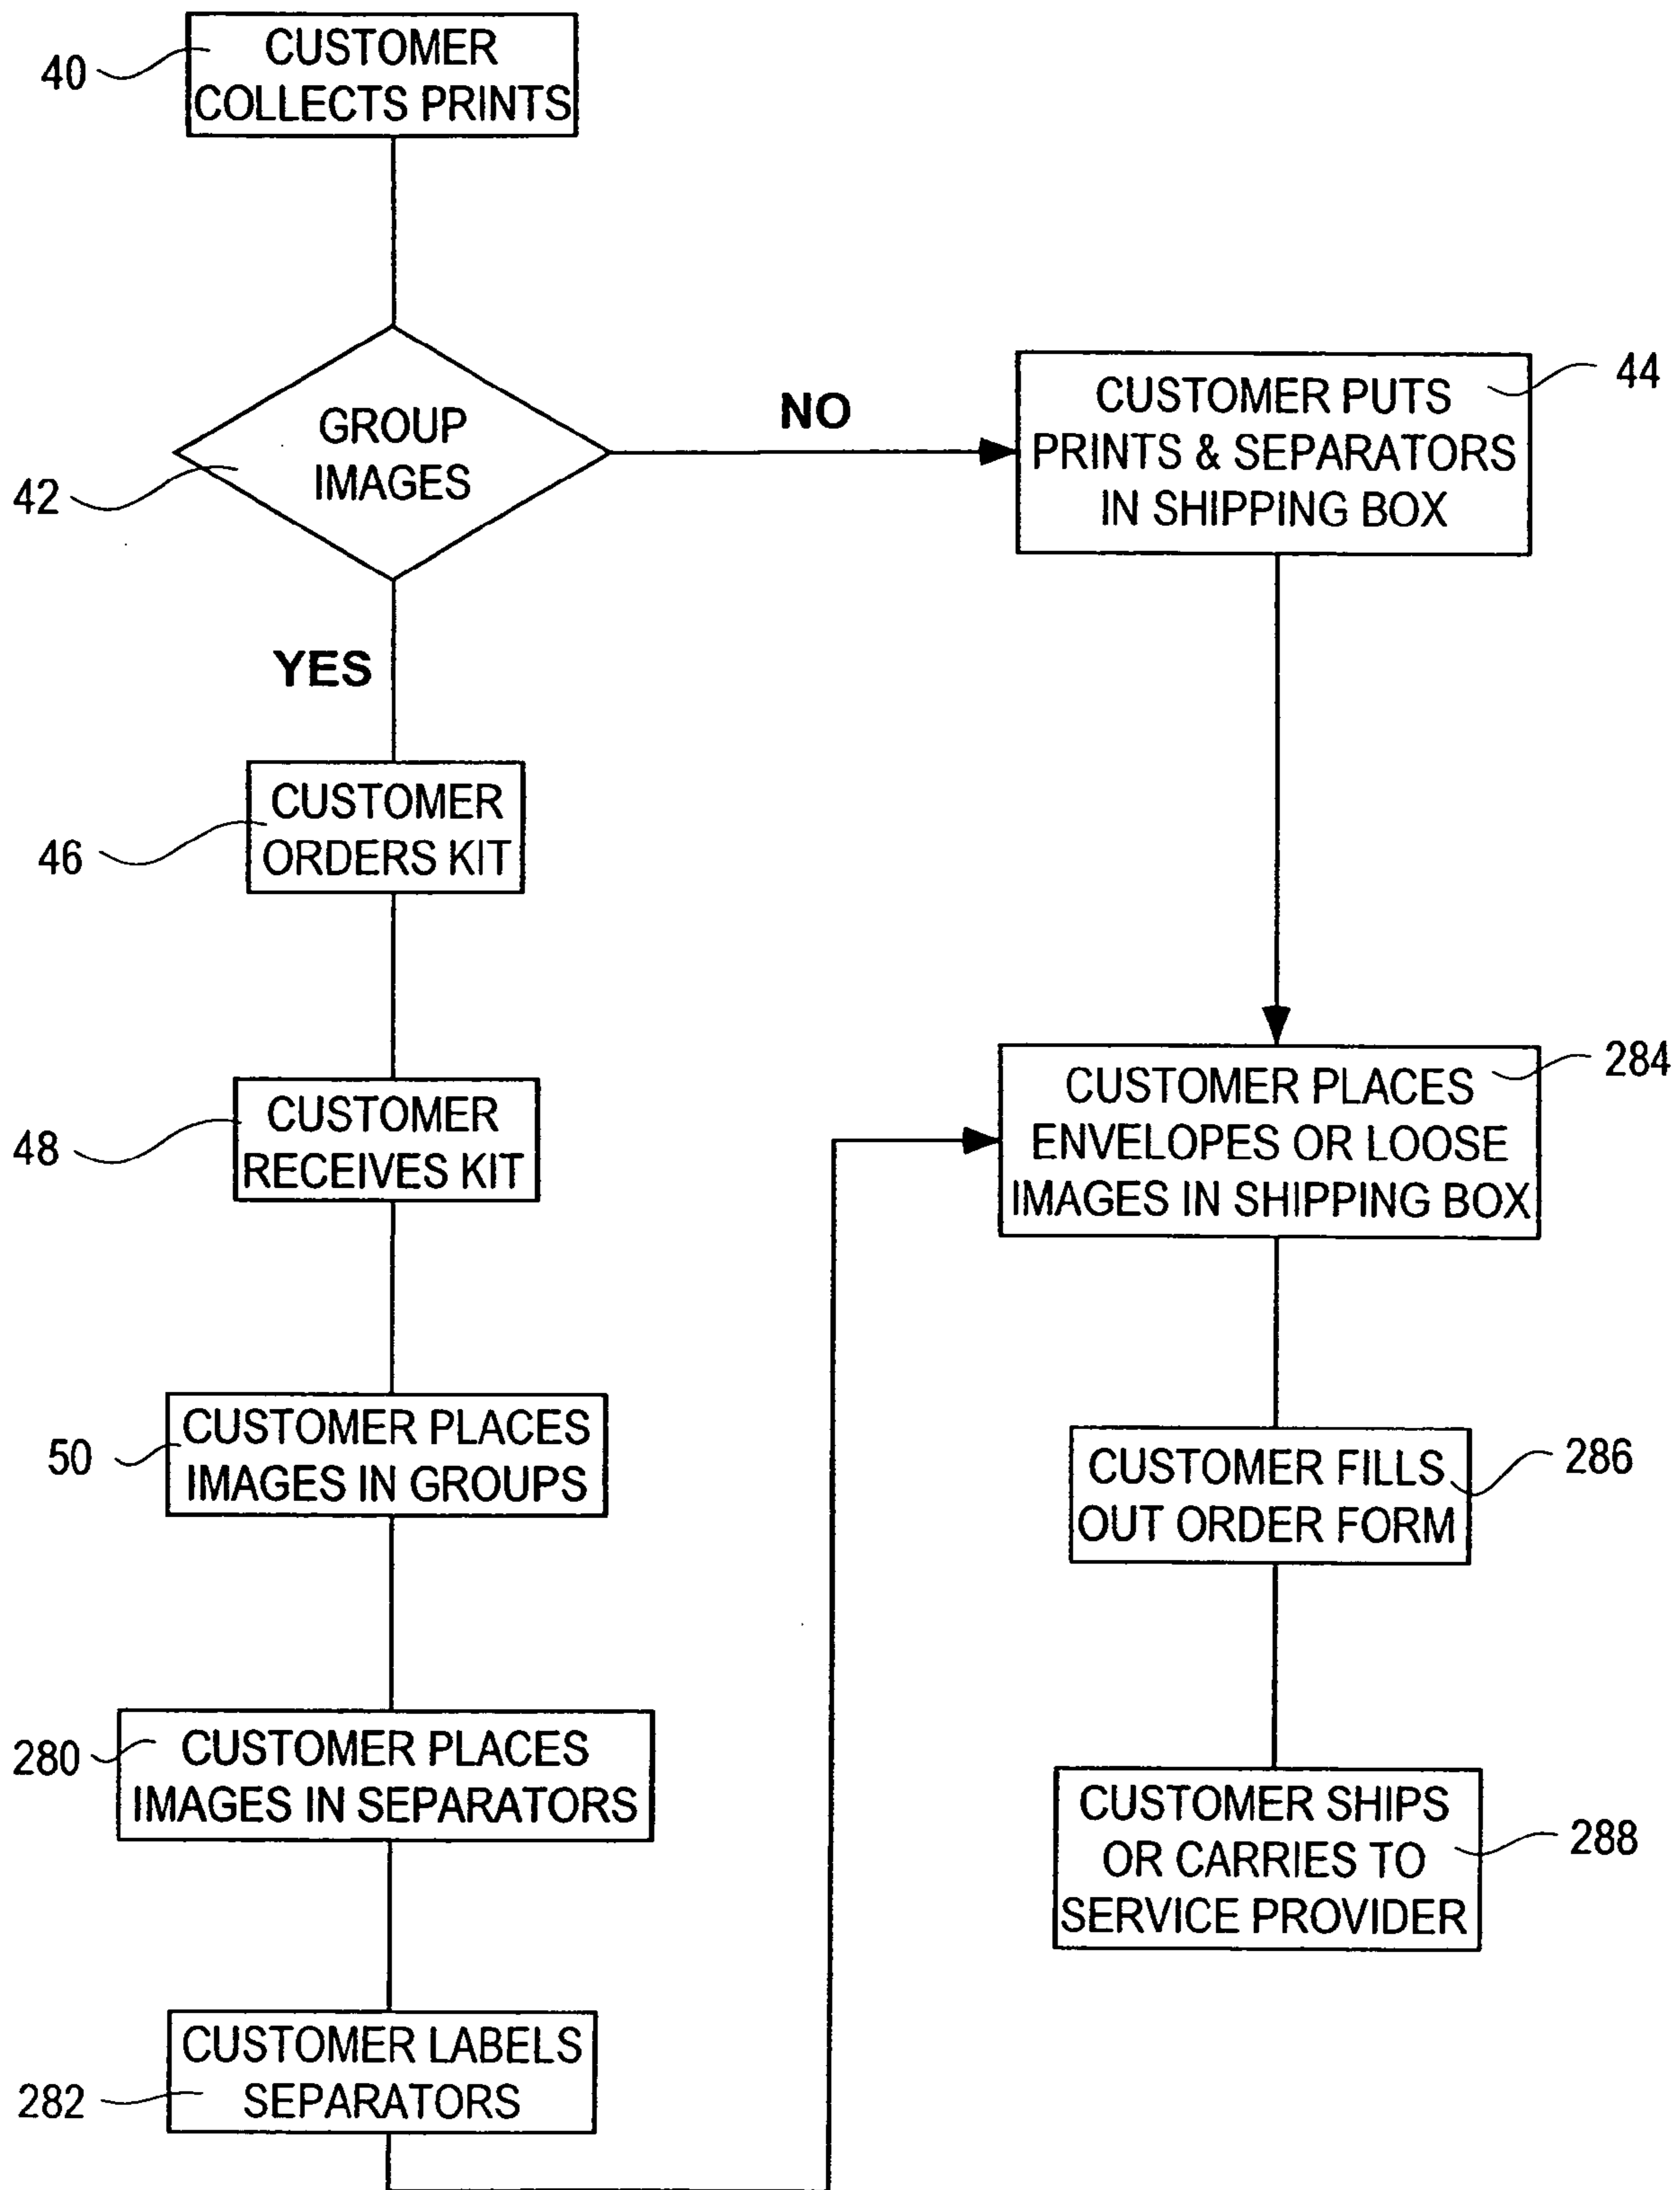 40
CUSTOMER
COLLECTS PRINTS
42
GROUP
IMAGES
NO
44
CUSTOMER PUTS
PRINTS & SEPARATORS
IN SHIPPING BOX
YES
46
CUSTOMER
ORDERS KIT
48
CUSTOMER
RECEIVES KIT
50
CUSTOMER PLACES
IMAGES IN GROUPS
280
CUSTOMER PLACES
IMAGES IN SEPARATORS
282
CUSTOMER LABELS
SEPARATORS
284
CUSTOMER PLACES
ENVELOPES OR LOOSE
IMAGES IN SHIPPING BOX
286
CUSTOMER FILLS
OUT ORDER FORM
288
CUSTOMER SHIPS
OR CARRIES TO
SERVICE PROVIDER